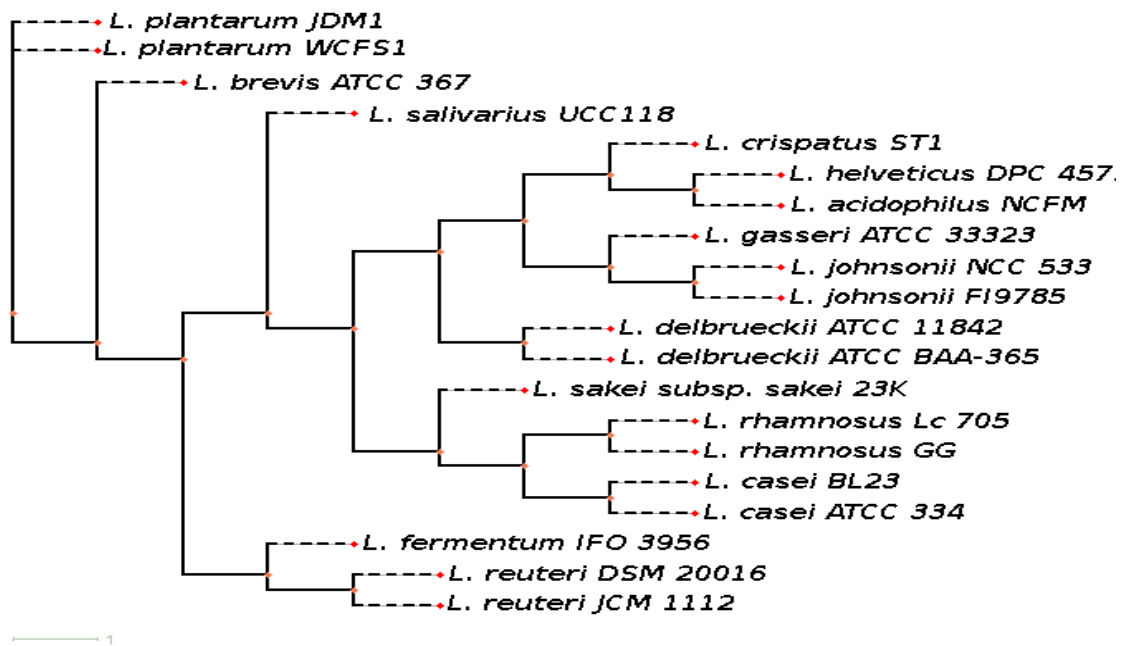 L. plantarum JDM1
L. plantarum WCFS1
L. brevis ATCC 367
L. salivarius UCC118
L. crispatus ST1
L. helveticus DPC 457
L. acidophilus NCFM
L. gasseri ATCC 33323
L. johnsonii NCC 533
L. johnsonii FI9785
L. delbrueckii ATCC 11842
L. delbrueckii ATCC BAA-365
L. sakei subsp. sakei 23K
L. rhamnosus Lc 705
L. rhamnosus GG
L. casei BL23
L. casei ATCC 334
L. fermentum IFO 3956
L. reuteri DSM 20016
L. reuteri JCM 1112
1